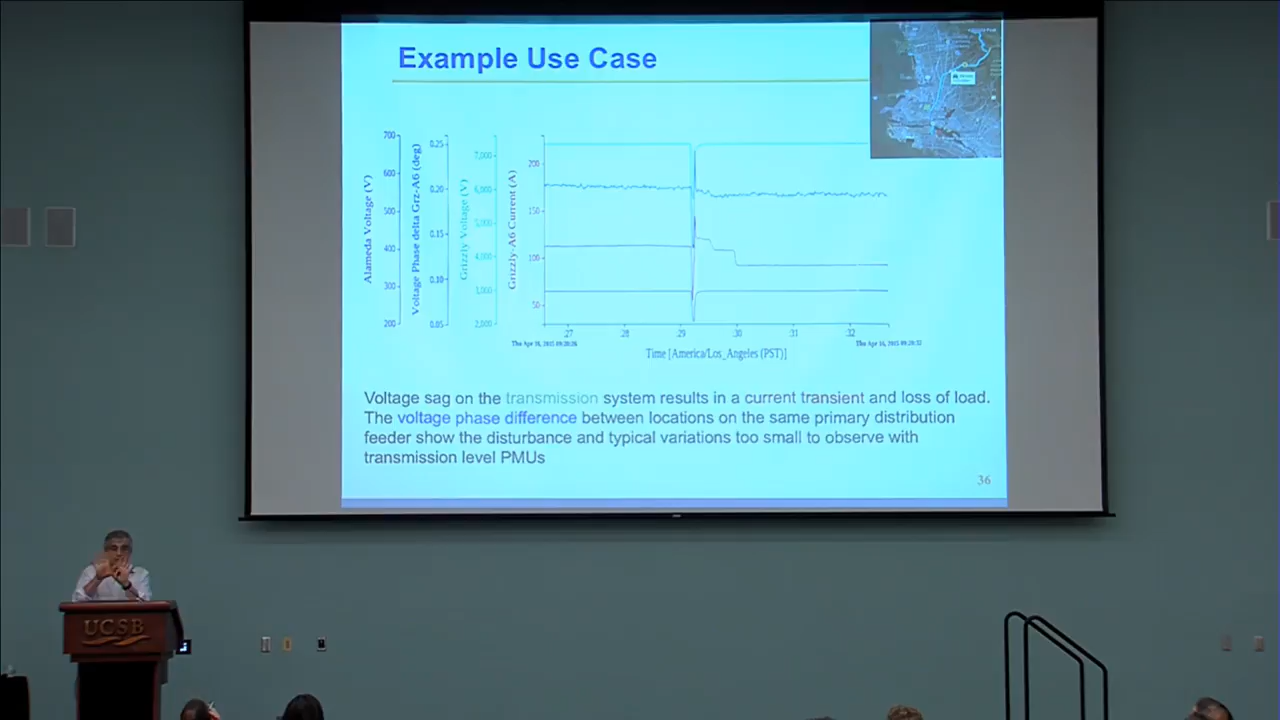 Example Use Case
Alameda Voltage (V)
700
600
500
400
300
200
Voltage Phase delta Grz-A6 (deg)
0.25
0.20
0.15
0.10
0.05
Grizzly Voltage (V)
7,000
6,000
5,000
4,000
3,000
2,000
Grizzly-A6 Current (A)
200
150
100
50
:27
:28
:29
:30
:31
:32
Time [America/Los_Angeles (PST)]
Voltage sag on the transmission system results in a current transient and loss of load.
The voltage phase difference between locations on the same primary distribution
feeder show the disturbance and typical variations too small to observe with
transmission level PMUs
36
UCSB